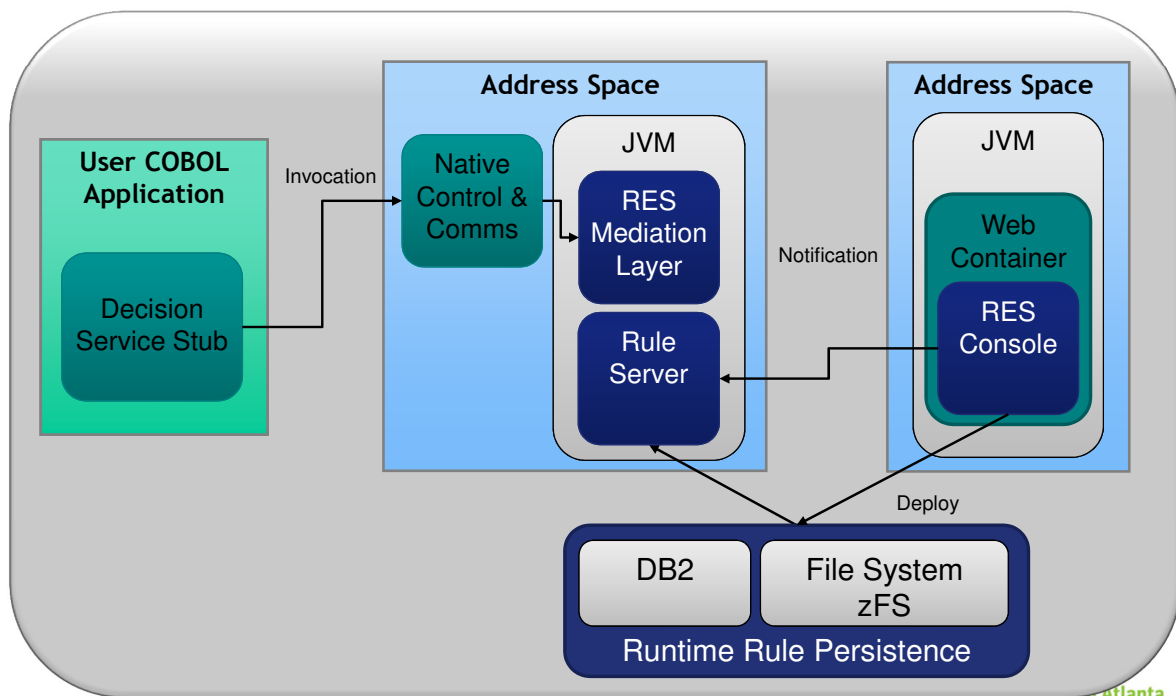 Address Space
Address Space
User COBOL
Application
Invocation
Native
Control &
Comms
JVM
RES
Mediation
Layer
Rule
Server
Decision
Service Stub
Notification
JVM
Web
Container
RES
Console
Deploy
DB2
File System
zFS
Runtime Rule Persistence
Atlanta